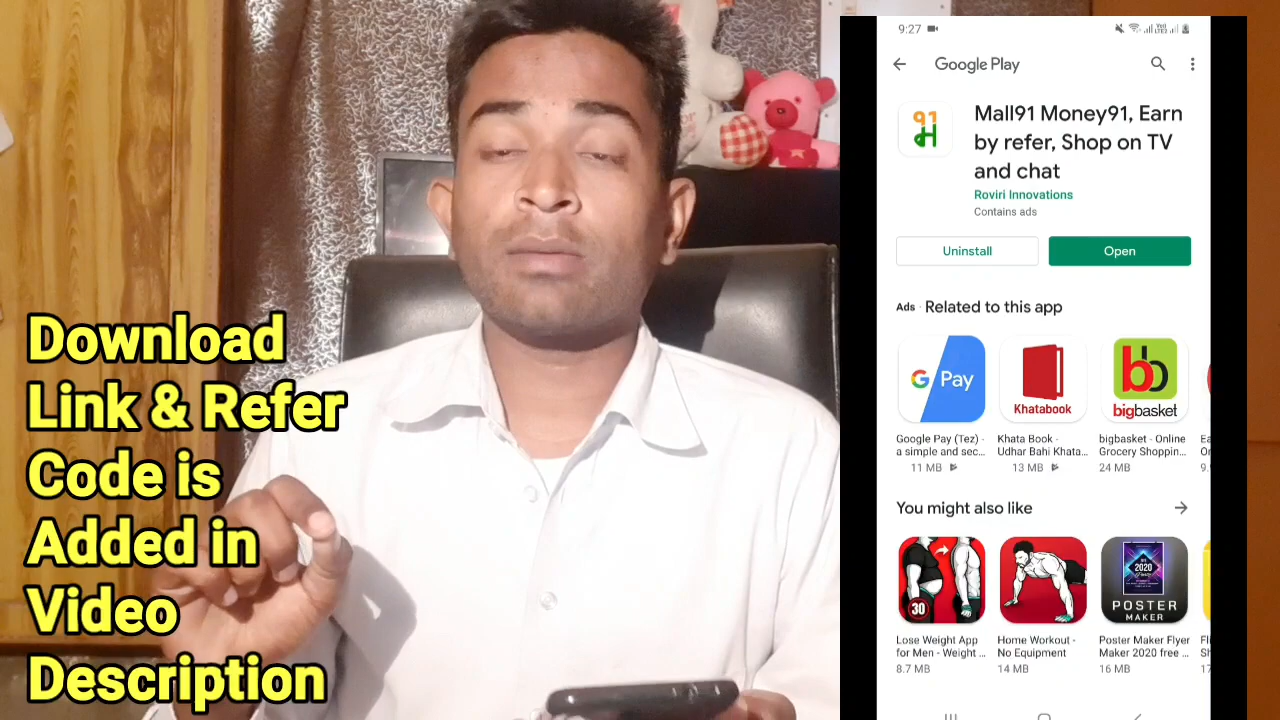 Download
Link & Refer
Code is
Added in
Video
Description
9:27
Google Play
91
Mall91 Money91, Earn
by refer, Shop on TV
and chat
Roviri Innovations
Contains ads
Uninstall
Open
Ads · Related to this app
G Pay
Khatabook
bb
bigbasket
Google Pay (Tez) -
a simple and sec...
11 MB
Khata Book -
Udhar Bahi Khata...
13 MB
bigbasket - Online
Grocery Shoppin...
24 MB
You might also like
30
2020
POSTER
MAKER
Lose Weight App
for Men - Weight ...
8.7 MB
Home Workout -
No Equipment
14 MB
Poster Maker Flyer
Maker 2020 free ...
16 MB